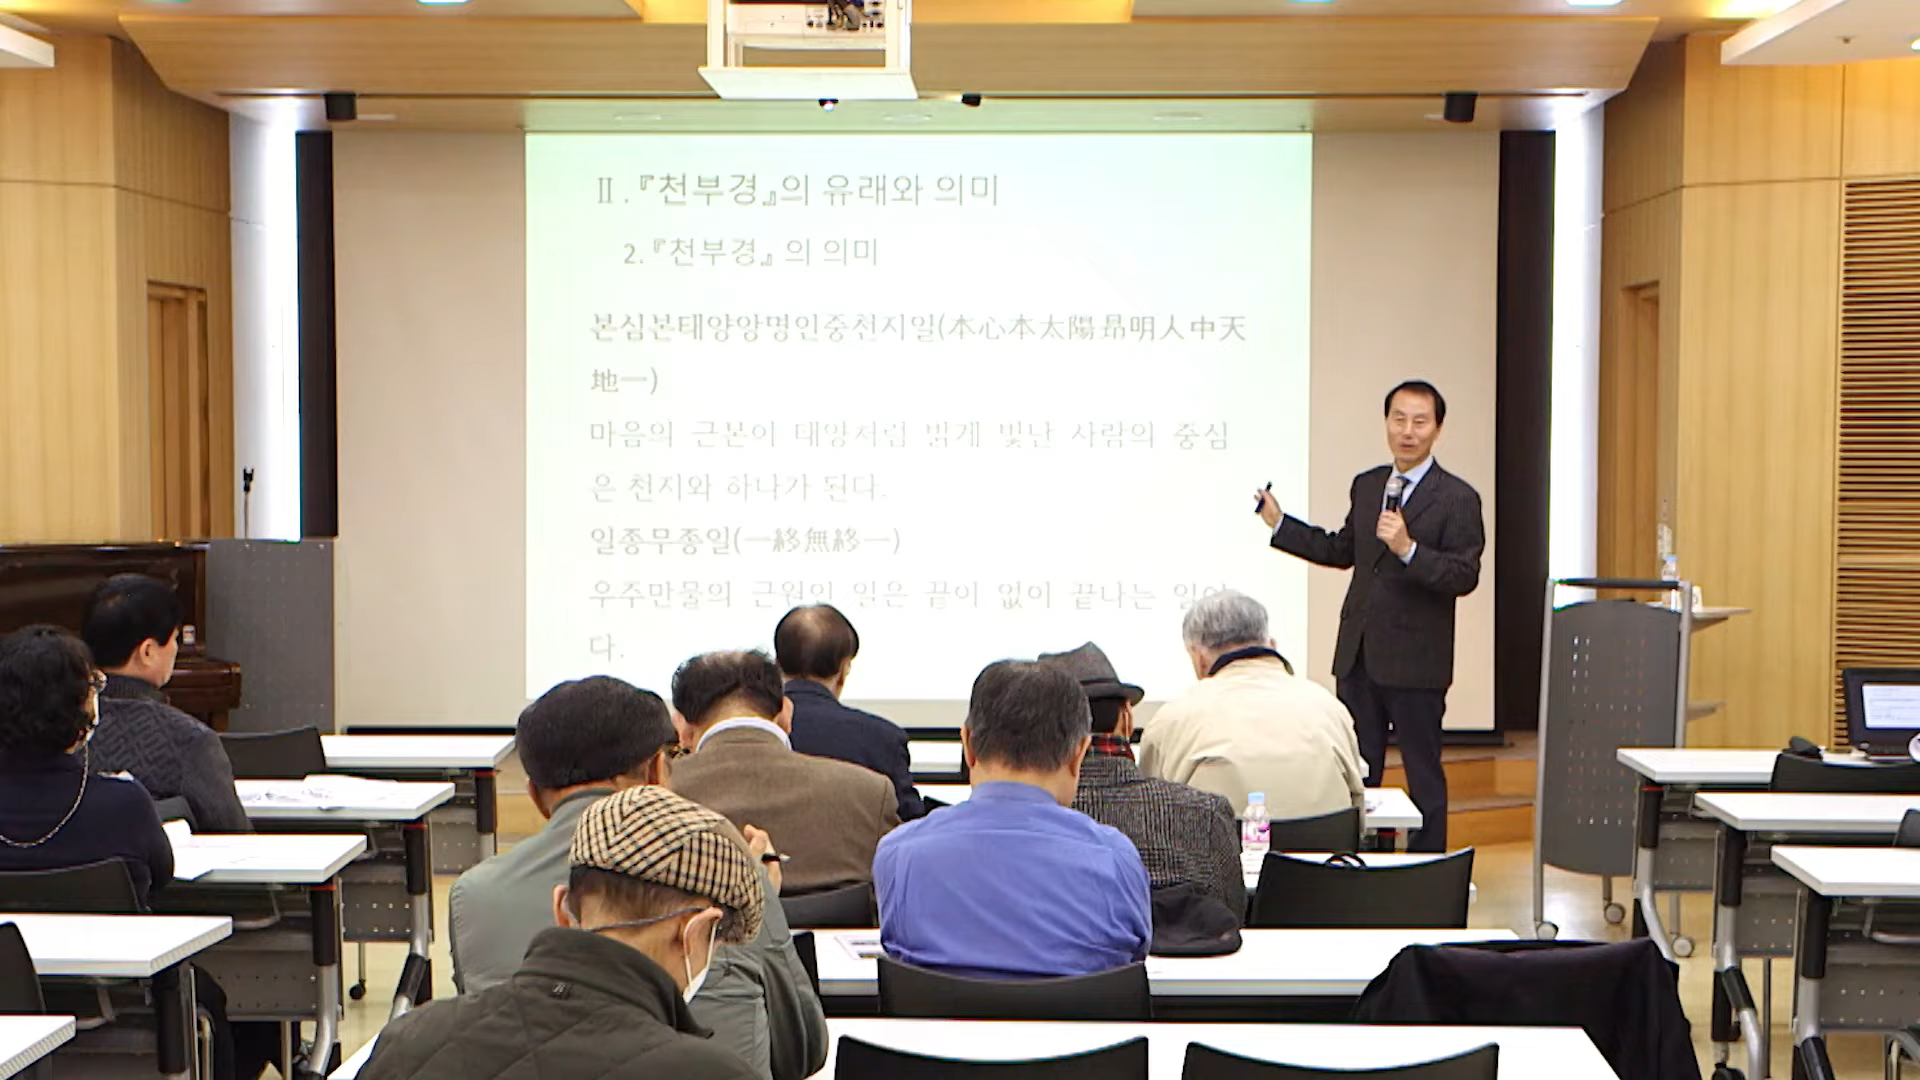 Ⅱ.『천부경』의 유래와 의미
2.『천부경』 의 의미
본심본태양앙명인중천지일(本心本太陽昻明人中天
地一)
마음의 근본이 태양처럼 밝게 빛난 사람의 중심
은 천지와 하나가 된다.
일종무종일(一終無終一)
우주만물의 근원인 일은 끝이 없이 끝나는 일이
다.